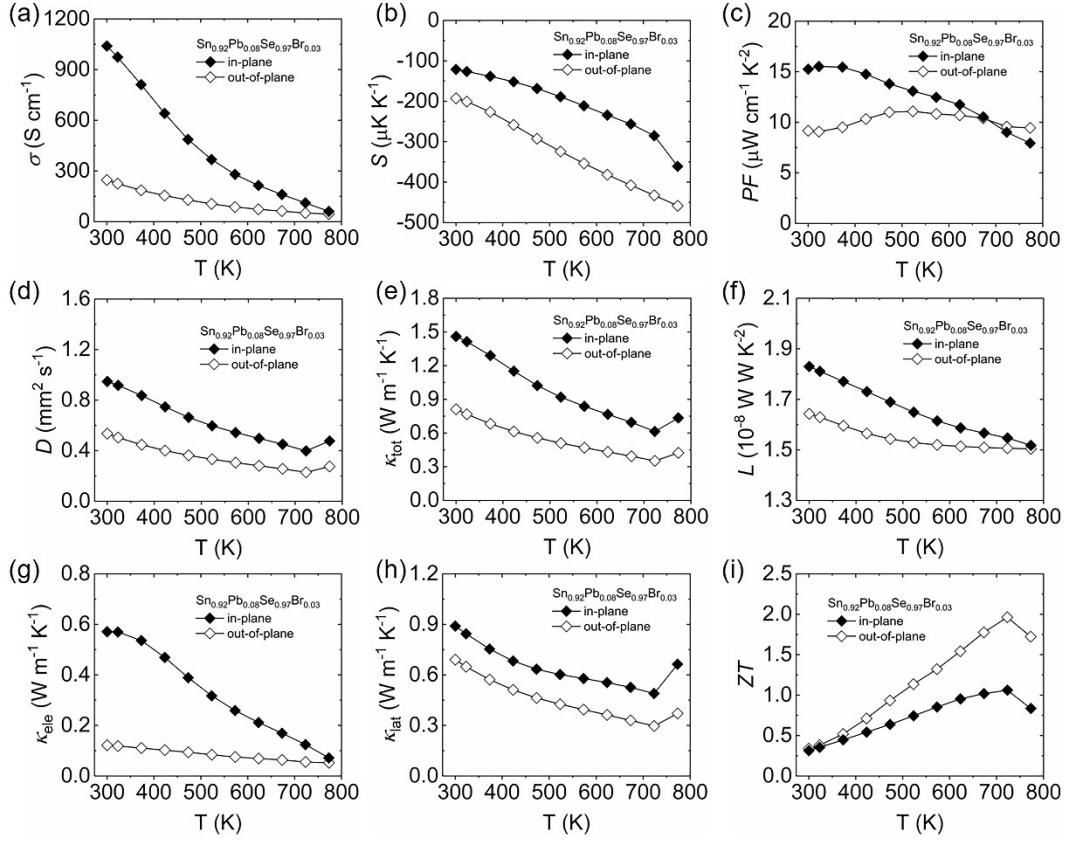 (a)
1200
900
600
300
0
σ (S cm⁻¹)
Sn₀.₉₂Pb₀.₀₈Se₀.₉₇Br₀.₀₃
in-plane
out-of-plane
300 400 500 600 700 800
T (K)
(b)
0
-100
-200
-300
-400
-500
S (μK K⁻¹)
Sn₀.₉₂Pb₀.₀₈Se₀.₉₇Br₀.₀₃
in-plane
out-of-plane
300 400 500 600 700 800
T (K)
(c)
20
15
10
5
0
PF (μW cm⁻¹ K⁻²)
Sn₀.₉₂Pb₀.₀₈Se₀.₉₇Br₀.₀₃
in-plane
out-of-plane
300 400 500 600 700 800
T (K)
(d)
1.6
1.2
0.8
0.4
0.0
D (mm² s⁻¹)
Sn₀.₉₂Pb₀.₀₈Se₀.₉₇Br₀.₀₃
in-plane
out-of-plane
300 400 500 600 700 800
T (K)
(e)
1.8
1.5
1.2
0.9
0.6
0.3
0.0
κtot (W m⁻¹ K⁻¹)
Sn₀.₉₂Pb₀.₀₈Se₀.₉₇Br₀.₀₃
in-plane
out-of-plane
300 400 500 600 700 800
T (K)
(f)
2.1
1.9
1.7
1.5
1.3
L (10⁻⁸ W W K⁻²)
Sn₀.₉₂Pb₀.₀₈Se₀.₉₇Br₀.₀₃
in-plane
out-of-plane
300 400 500 600 700 800
T (K)
(g)
0.8
0.6
0.4
0.2
0.0
κele (W m⁻¹ K⁻¹)
Sn₀.₉₂Pb₀.₀₈Se₀.₉₇Br₀.₀₃
in-plane
out-of-plane
300 400 500 600 700 800
T (K)
(h)
1.2
0.9
0.6
0.3
0.0
κlat (W m⁻¹ K⁻¹)
Sn₀.₉₂Pb₀.₀₈Se₀.₉₇Br₀.₀₃
in-plane
out-of-plane
300 400 500 600 700 800
T (K)
(i)
2.5
2.0
1.5
1.0
0.5
0.0
ZT
Sn₀.₉₂Pb₀.₀₈Se₀.₉₇Br₀.₀₃
in-plane
out-of-plane
300 400 500 600 700 800
T (K)